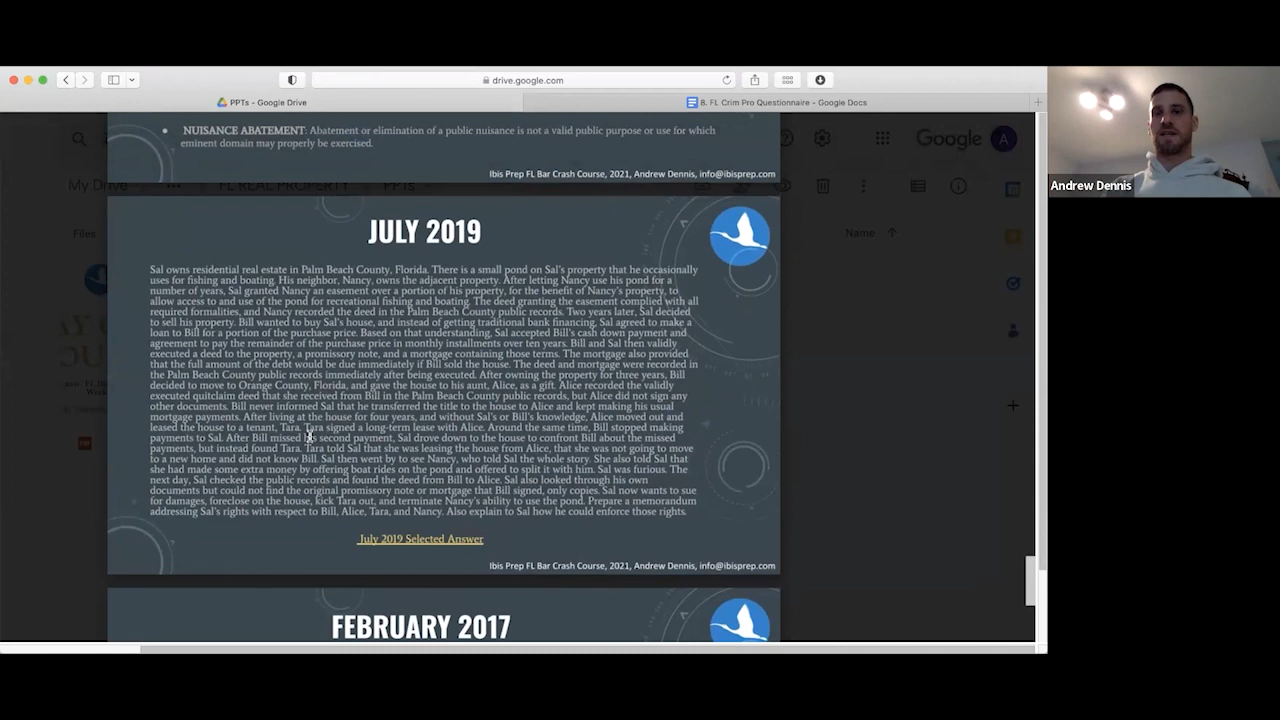 drive.google.com
PPTs - Google Drive
8. FL Crim Pro Questionnaire - Google Docs
Andrew Dennis
Google
A
My Drive
FL REAL PROPERTY
PPTs
Files
Name
• NUISANCE ABATEMENT: Abatement or elimination of a public nuisance is not a valid public purpose or use for which
eminent domain may properly be exercised.
Ibis Prep FL Bar Crash Course, 2021, Andrew Dennis, info@ibisprep.com
JULY 2019
Sal owns residential real estate in Palm Beach County, Florida. There is a small pond on Sal's property that he occasionally
uses for fishing and boating. His neighbor, Nancy, owns the adjacent property. After letting Nancy use his pond for a
number of years, Sal granted Nancy an easement over a portion of his property, for the benefit of Nancy's property, to
allow access to and use of the pond for recreational fishing and boating. The deed granting the easement complied with all
required formalities, and Nancy recorded the deed in the Palm Beach County public records. Two years later, Sal decided
to sell his property. Bill wanted to buy Sal's house, and instead of getting traditional bank financing, Sal agreed to make a
loan to Bill for a portion of the purchase price. Based on that understanding, Sal accepted Bill's cash down payment and
agreement to pay the remainder of the purchase price in monthly installments over ten years. Bill and Sal then validly
executed a deed to the property, a promissory note, and a mortgage containing those terms. The mortgage also provided
that the full amount of the debt would be due immediately if Bill sold the house. The deed and mortgage were recorded in
the Palm Beach County public records immediately after being executed. After owning the property for three years, Bill
decided to move to Orange County, Florida, and gave the house to his aunt, Alice, as a gift. Alice recorded the validly
executed quitclaim deed that she received from Bill in the Palm Beach County public records, but Alice did not sign any
other documents. Bill never informed Sal that he transferred the title to the house to Alice and kept making his usual
mortgage payments. After living at the house for four years, and without Sal's or Bill's knowledge, Alice moved out and
leased the house to a tenant, Tara. Tara signed a long-term lease with Alice. Around the same time, Bill stopped making
payments to Sal. After Bill missed his second payment, Sal drove down to the house to confront Bill about the missed
payments, but instead found Tara. Tara told Sal that she was leasing the house from Alice, that she was not going to move
to a new home and did not know Bill. Sal then went by to see Nancy, who told Sal the whole story. She also told Sal that
she had made some extra money by offering boat rides on the pond and offered to split it with him. Sal was furious. The
next day, Sal checked the public records and found the deed from Bill to Alice. Sal also looked through his own
documents but could not find the original promissory note or mortgage that Bill signed, only copies. Sal now wants to sue
for damages, foreclose on the house, kick Tara out, and terminate Nancy's ability to use the pond. Prepare a memorandum
addressing Sal's rights with respect to Bill, Alice, Tara, and Nancy. Also explain to Sal how he could enforce those rights.
July 2019 Selected Answer
Ibis Prep FL Bar Crash Course, 2021, Andrew Dennis, info@ibisprep.com
FEBRUARY 2017